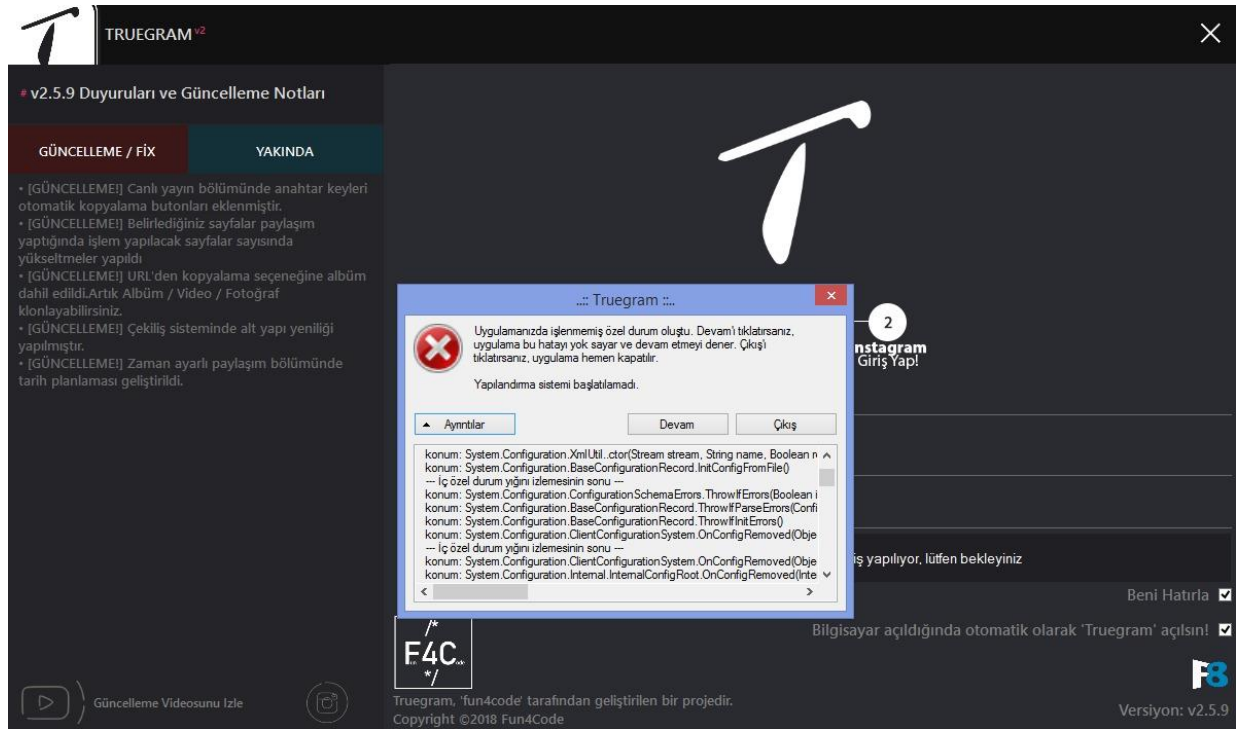 TRUEGRAM v2
# v2.5.9 Duyuruları ve Güncelleme Notları
GÜNCELLEME / FİX
YAKINDA
• [GÜNCELLEME!] Canlı yayın bölümünde anahtar keyleri
otomatik kopyalama butonları eklenmiştir.
• [GÜNCELLEME!] Belirlediğiniz sayfalar paylaşım
yaptığında işlem yapılacak sayfalar sayısında
yükseltmeler yapıldı
• [GÜNCELLEME!] URL'den kopyalama seçeneğine albüm
dahil edildi.Artık Albüm / Video / Fotoğraf
klonlayabilirsiniz.
• [GÜNCELLEME!] Çekiliş sisteminde alt yapı yeniliği
yapılmıştır.
• [GÜNCELLEME!] Zaman ayarlı paylaşım bölümünde
tarih planlaması geliştirildi.
Güncelleme Videosunu Izle
2
nstagram
Giriş Yap!
..:: Truegram ::..
Uygulamanızda işlenmemiş özel durum oluştu. Devam'ı tıklatırsanız,
uygulama bu hatayı yok sayar ve devam etmeyi dener. Çıkış'ı
tıklatırsanız, uygulama hemen kapatılır.
Yapılandırma sistemi başlatılamadı.
Ayrıntılar
Devam
Çıkış
konum: System.Configuration.XmlUtil..ctor(Stream stream, String name, Boolean r
konum: System.Configuration.BaseConfigurationRecord.InitConfigFromFile()
--- İç özel durum yığını izlemesinin sonu ---
konum: System.Configuration.ConfigurationSchemaErrors.ThrowIfErrors(Boolean i
konum: System.Configuration.BaseConfigurationRecord.ThrowIfParseErrors(Confi
konum: System.Configuration.BaseConfigurationRecord.ThrowIfInitErrors()
konum: System.Configuration.ClientConfigurationSystem.OnConfigRemoved(Obje
--- İç özel durum yığını izlemesinin sonu ---
konum: System.Configuration.ClientConfigurationSystem.OnConfigRemoved(Obje
konum: System.Configuration.Internal.InternalConfigRoot.OnConfigRemoved(Inte
iş yapılıyor, lütfen bekleyiniz
Beni Hatırla
Bilgisayar açıldığında otomatik olarak 'Truegram' açılsın!
/*
F4C
*/
F8
Truegram, 'fun4code' tarafından geliştirilen bir projedir.
Copyright ©2018 Fun4Code
Versiyon: v2.5.9